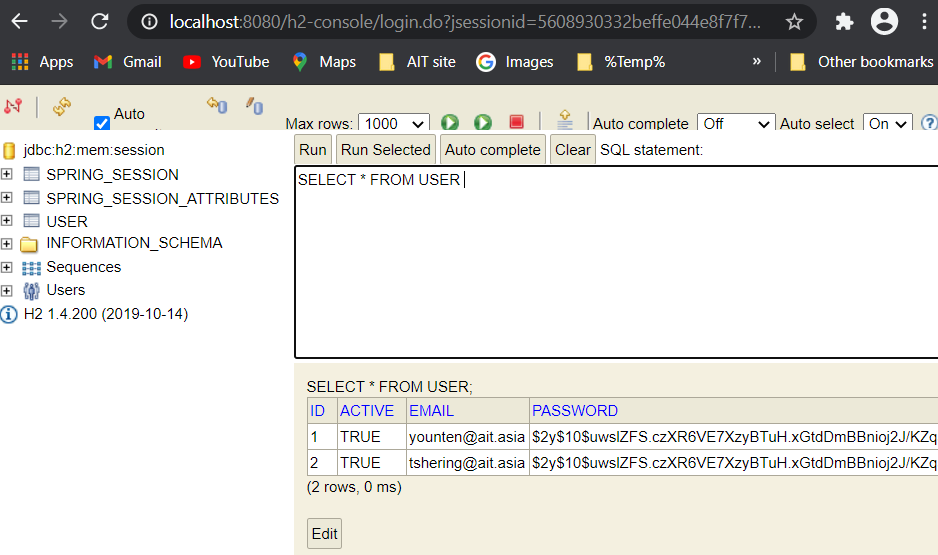 localhost:8080/h2-console/login.do?jsessionid=5608930332beffe044e8f7f7...
Apps Gmail YouTube Maps AIT site Images %Temp% » Other bookmarks
Auto Max rows: 1000 Auto complete Off Auto select On ?
jdbc:h2:mem:session
SPRING_SESSION
SPRING_SESSION_ATTRIBUTES
USER
INFORMATION_SCHEMA
Sequences
Users
H2 1.4.200 (2019-10-14)
Run Run Selected Auto complete Clear SQL statement:
SELECT * FROM USER
SELECT * FROM USER;
ID ACTIVE EMAIL PASSWORD
1 TRUE younten@ait.asia $2y$10$uwsIZFS.czXR6VE7XzyBTuH.xGtdDmBBnioj2J/KZq
2 TRUE tshering@ait.asia $2y$10$uwsIZFS.czXR6VE7XzyBTuH.xGtdDmBBnioj2J/KZq
(2 rows, 0 ms)
Edit